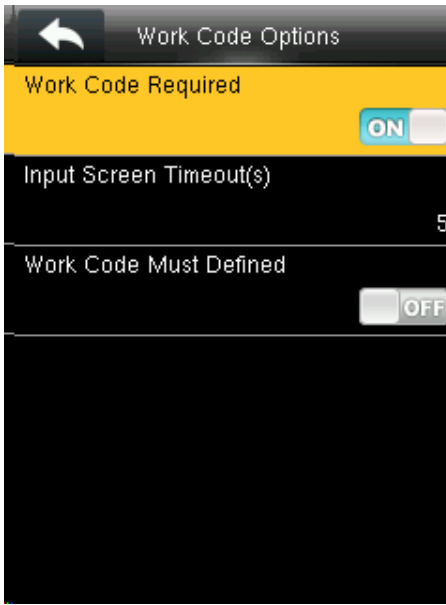 Work Code Options
Work Code Required
ON
Input Screen Timeout(s)
5
Work Code Must Defined
OFF